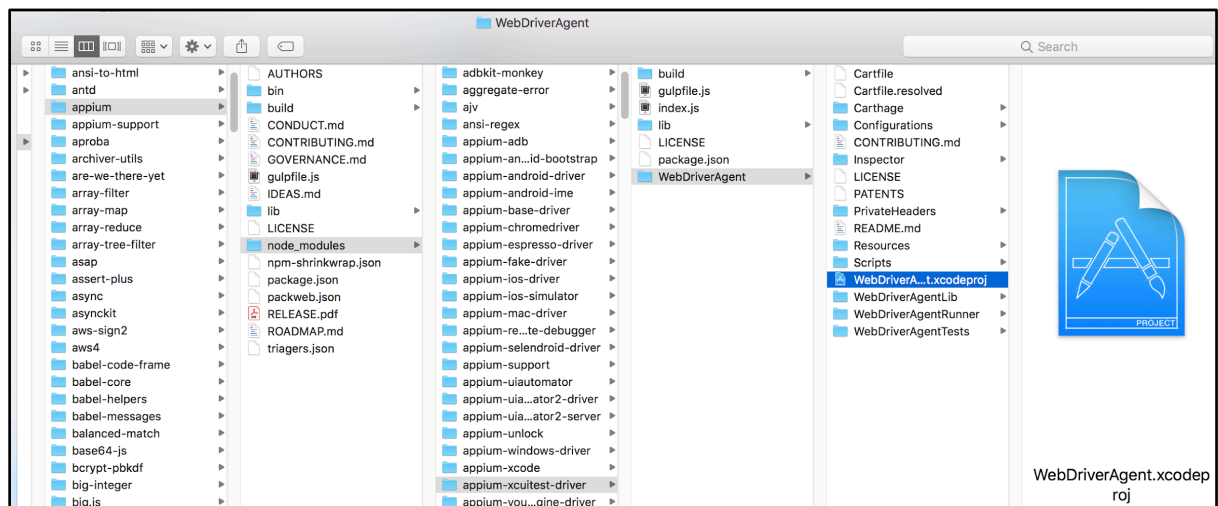 WebDriverAgent
Search
ansi-to-html
antd
appium
appium-support
aproba
archiver-utils
are-we-there-yet
array-filter
array-map
array-reduce
array-tree-filter
asap
assert-plus
async
asynckit
aws-sign2
aws4
babel-code-frame
babel-core
babel-helpers
babel-messages
balanced-match
base64-js
bcrypt-pbkdf
big-integer
big.js
AUTHORS
bin
build
CONDUCT.md
CONTRIBUTING.md
GOVERNANCE.md
gulpfile.js
IDEAS.md
lib
LICENSE
node_modules
npm-shrinkwrap.json
package.json
packweb.json
RELEASE.pdf
ROADMAP.md
triagers.json
adbkit-monkey
aggregate-error
ajv
ansi-regex
appium-adb
appium-an...id-bootstrap
appium-android-driver
appium-android-ime
appium-base-driver
appium-chromedriver
appium-espresso-driver
appium-fake-driver
appium-ios-driver
appium-ios-simulator
appium-mac-driver
appium-re...te-debugger
appium-selendroid-driver
appium-support
appium-uiautomator
appium-uia...ator2-driver
appium-uia...ator2-server
appium-unlock
appium-windows-driver
appium-xcode
appium-xcuitest-driver
appium-you...gine-driver
build
gulpfile.js
index.js
lib
LICENSE
package.json
WebDriverAgent
Cartfile
Cartfile.resolved
Carthage
Configurations
CONTRIBUTING.md
Inspector
LICENSE
PATENTS
PrivateHeaders
README.md
Resources
Scripts
WebDriverA...t.xcodeproj
WebDriverAgentLib
WebDriverAgentRunner
WebDriverAgentTests
PROJECT
WebDriverAgent.xcodep
roj